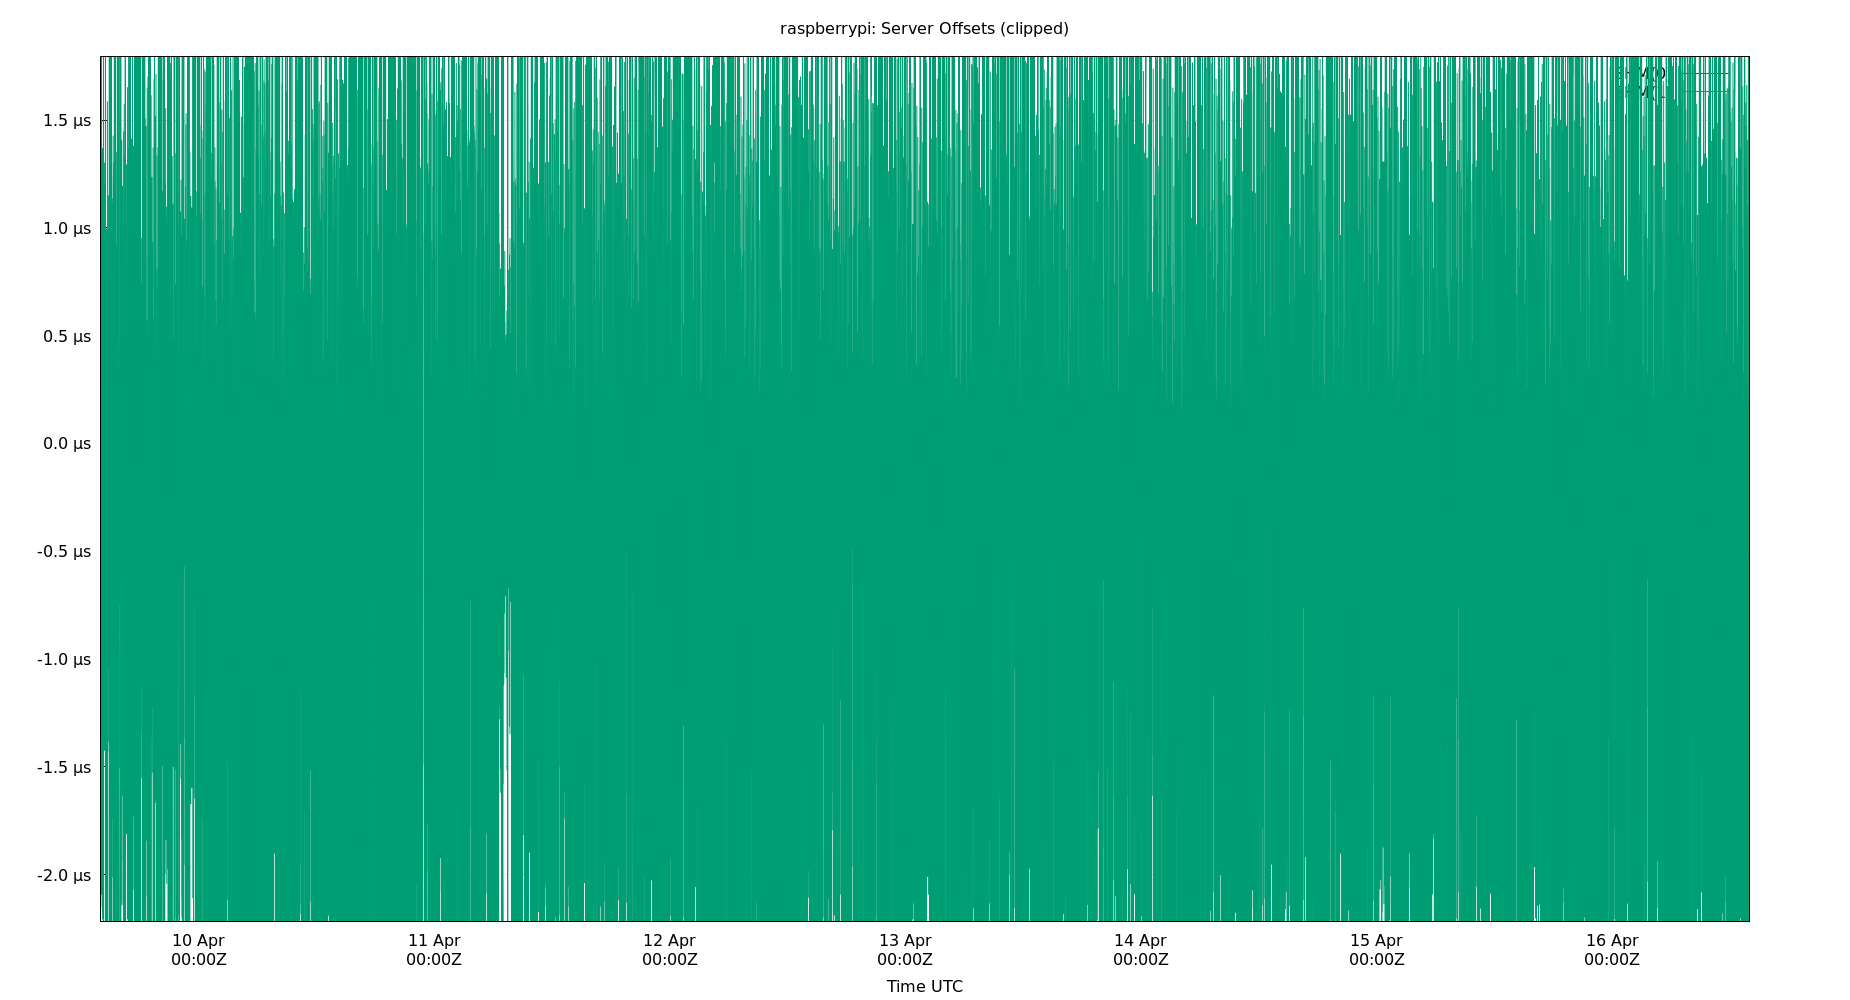 raspberrypi: Server Offsets (clipped)
1.5 µs
1.0 µs
0.5 µs
0.0 µs
-0.5 µs
-1.0 µs
-1.5 µs
-2.0 µs
10 Apr
00:00Z
11 Apr
00:00Z
12 Apr
00:00Z
13 Apr
00:00Z
14 Apr
00:00Z
15 Apr
00:00Z
16 Apr
00:00Z
Time UTC